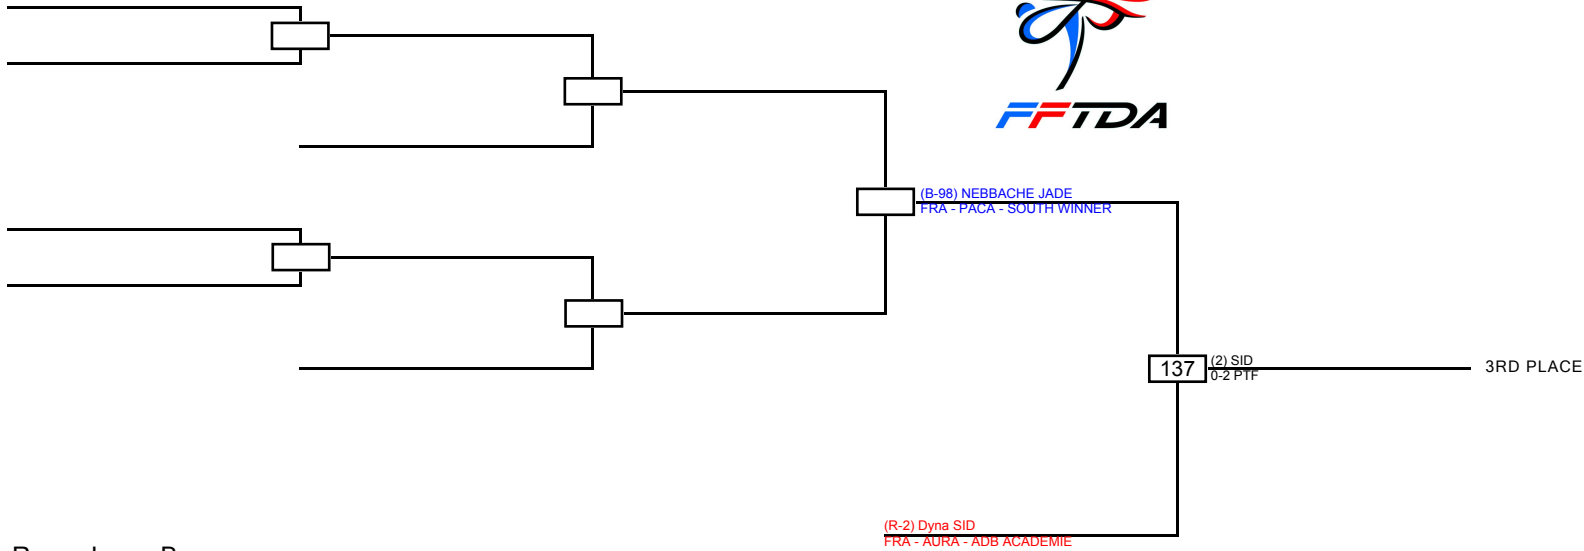 FFTDA
(B-98) NEBBACHE JADE
FRA - PACA - SOUTH WINNER
137
(2) SID
0-2 PTF
3RD PLACE
(R-2) Dyna SID
FRA - AURA - ADB ACADEMIE